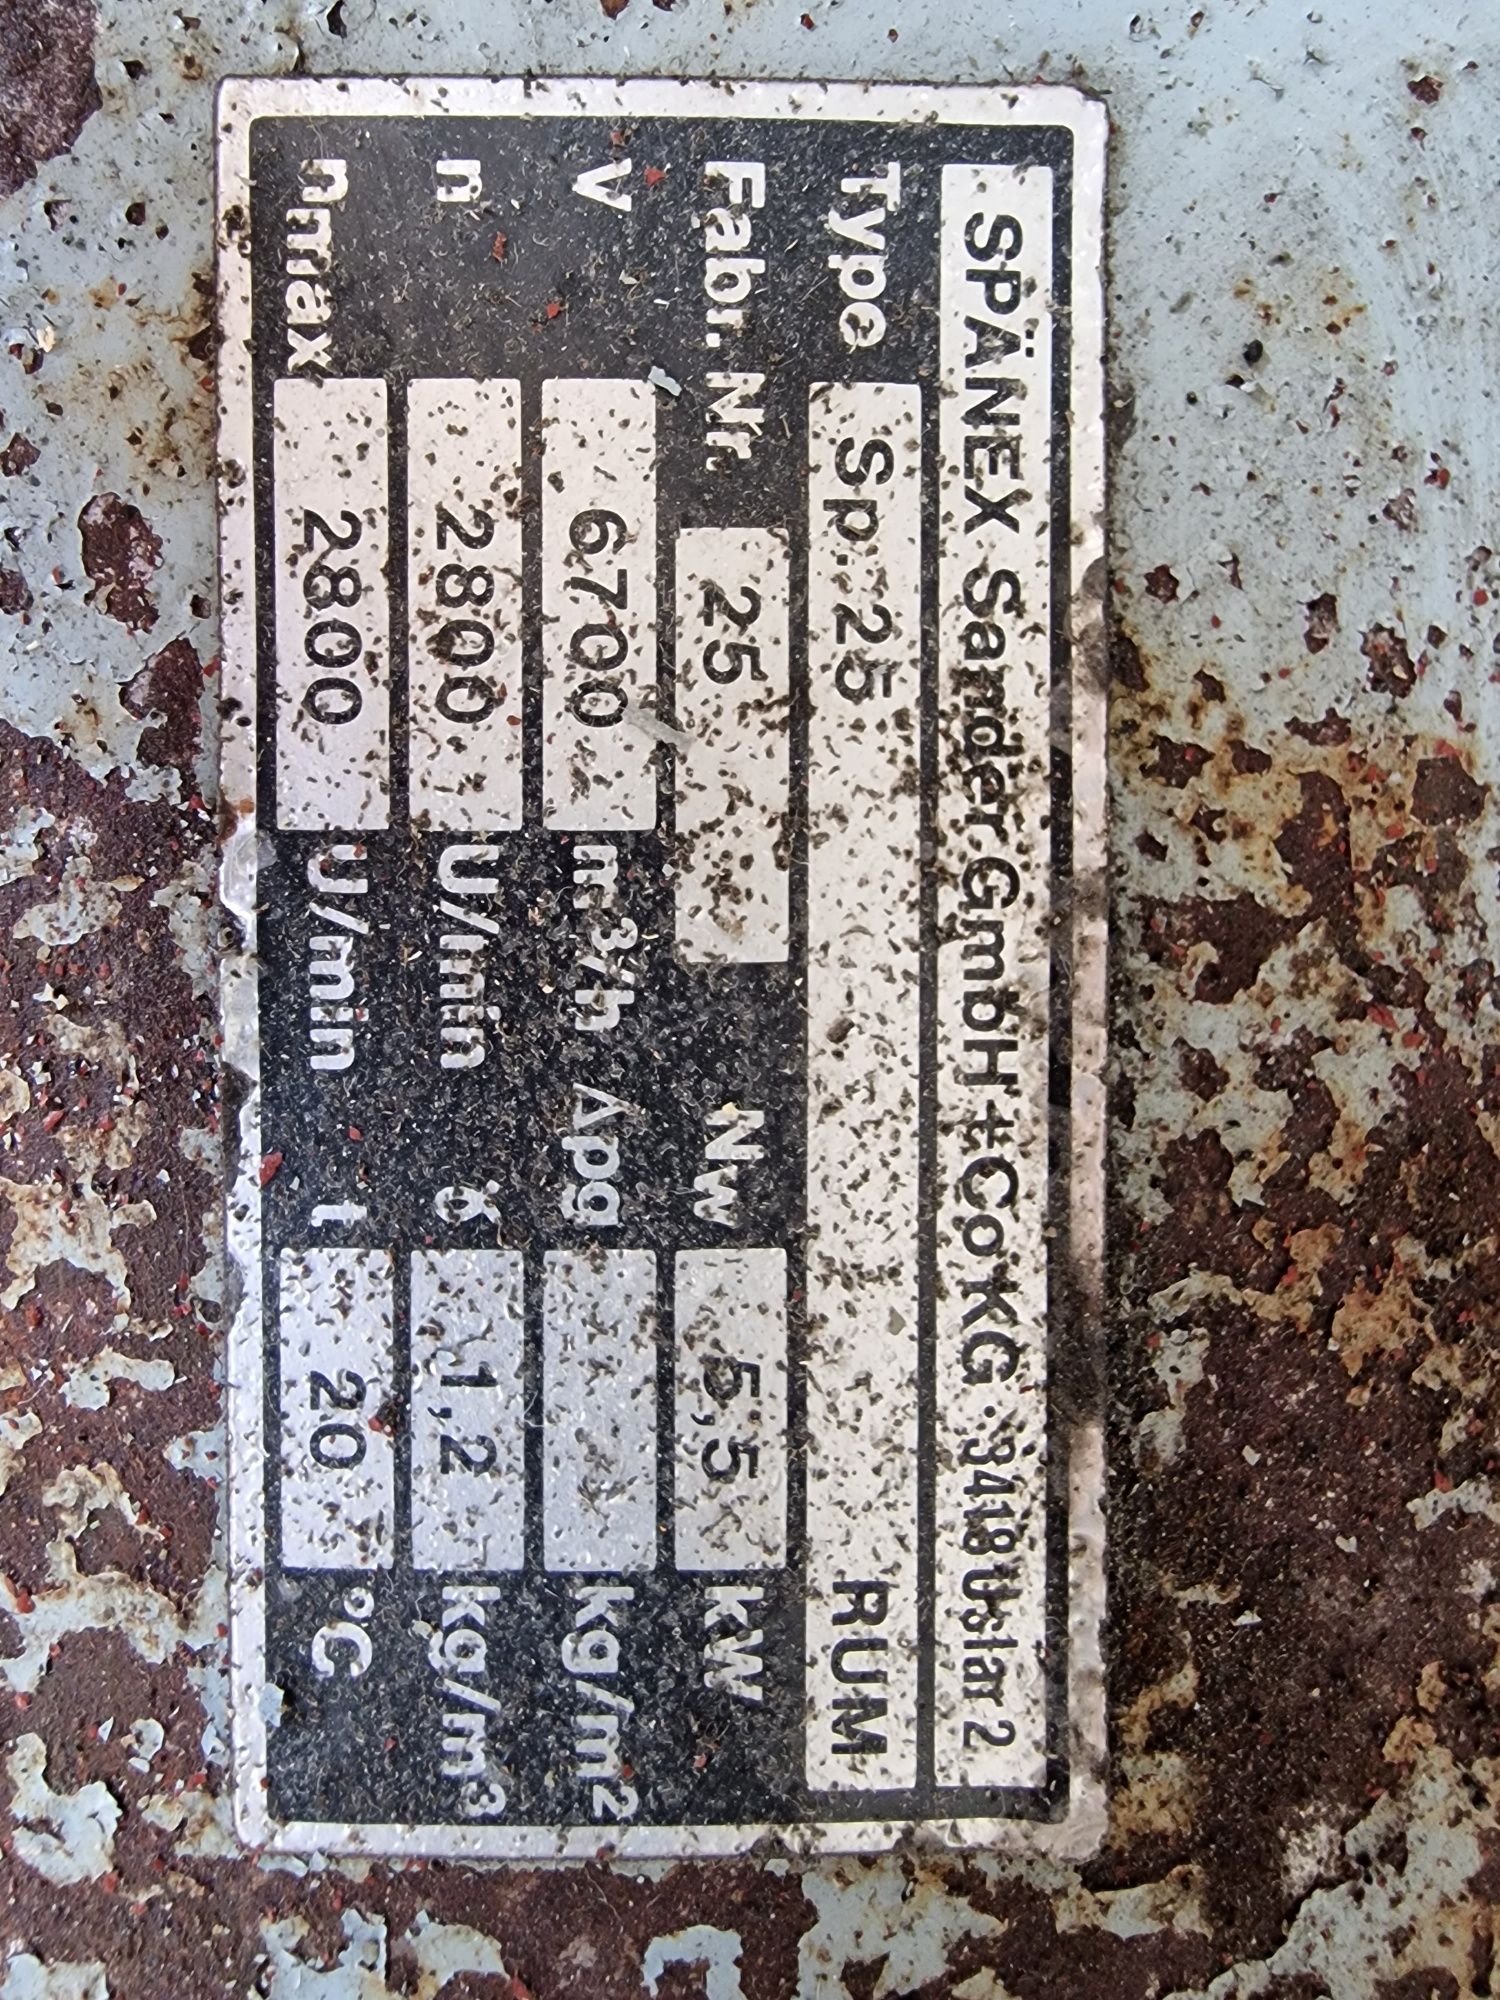 SPÄNEX Sander GmbH + Co KG · 3418 Uslar 2
Type Sp. 25 RUM
Fabr. Nr. 25 Nw 5,5 kW
V 6700 m³/h Δpg kg/m²
n 2800 U/min ϭ 1,2 kg/m³
nmax 2800 U/min t 20 °C